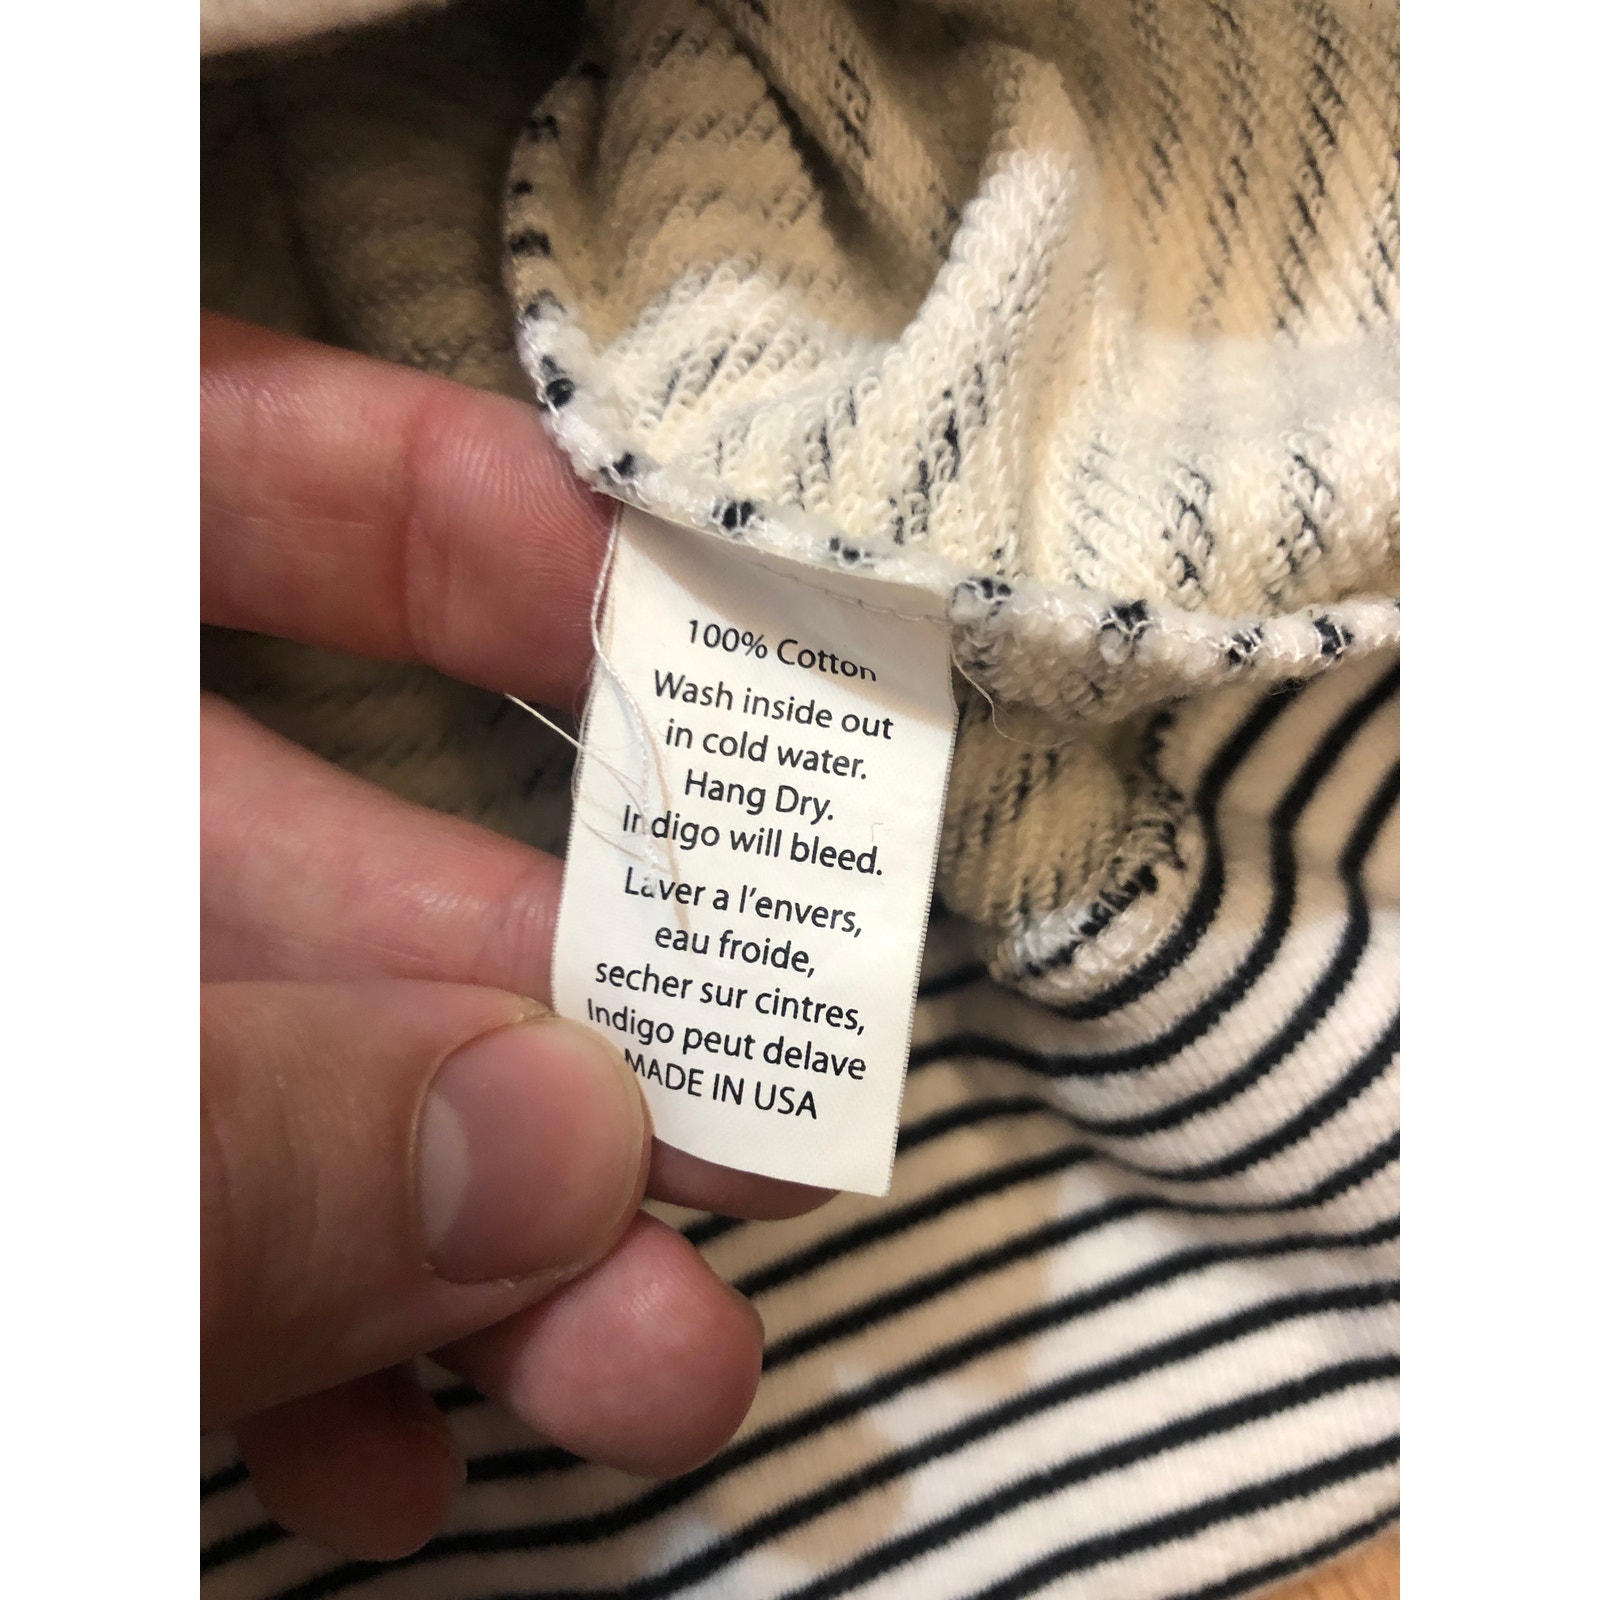 100% Cotton
Wash inside out
in cold water.
Hang Dry.
Indigo will bleed.
Laver a l'envers,
eau froide,
secher sur cintres,
Indigo peut delave
MADE IN USA